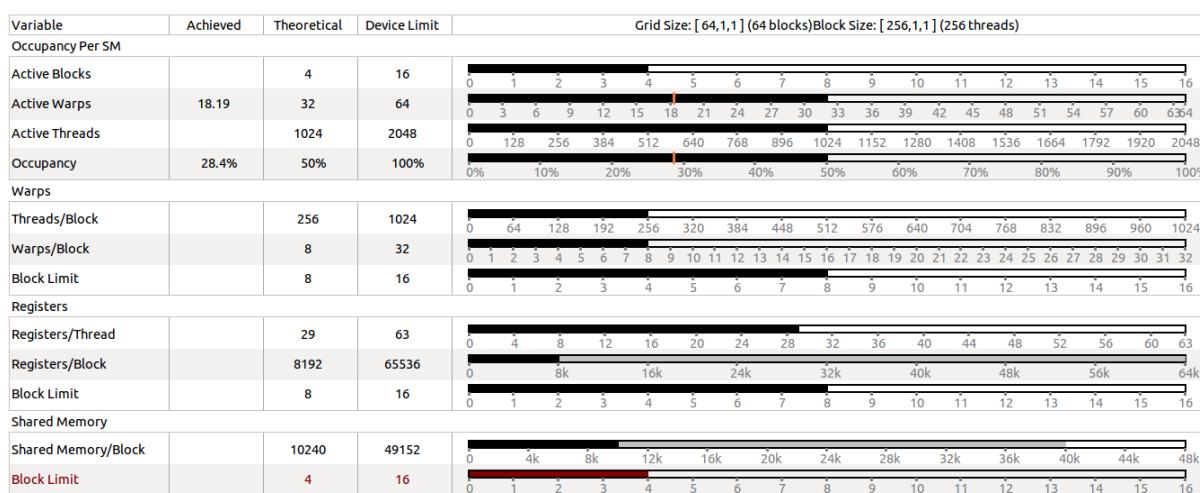 Variable Achieved Theoretical Device Limit Grid Size: [ 64,1,1 ] (64 blocks)Block Size: [ 256,1,1 ] (256 threads)
Occupancy Per SM
Active Blocks 4 16
0 1 2 3 4 5 6 7 8 9 10 11 12 13 14 15 16
Active Warps 18.19 32 64
0 3 6 9 12 15 18 21 24 27 30 33 36 39 42 45 48 51 54 57 60 6364
Active Threads 1024 2048
0 128 256 384 512 640 768 896 1024 1152 1280 1408 1536 1664 1792 1920 2048
Occupancy 28.4% 50% 100%
0% 10% 20% 30% 40% 50% 60% 70% 80% 90% 100%
Warps
Threads/Block 256 1024
0 64 128 192 256 320 384 448 512 576 640 704 768 832 896 960 1024
Warps/Block 8 32
0 1 2 3 4 5 6 7 8 9 10 11 12 13 14 15 16 17 18 19 20 21 22 23 24 25 26 27 28 29 30 31 32
Block Limit 8 16
0 1 2 3 4 5 6 7 8 9 10 11 12 13 14 15 16
Registers
Registers/Thread 29 63
0 4 8 12 16 20 24 28 32 36 40 44 48 52 56 60 63
Registers/Block 8192 65536
0 8k 16k 24k 32k 40k 48k 56k 64k
Block Limit 8 16
0 1 2 3 4 5 6 7 8 9 10 11 12 13 14 15 16
Shared Memory
Shared Memory/Block 10240 49152
0 4k 8k 12k 16k 20k 24k 28k 32k 36k 40k 44k 48k
Block Limit 4 16
0 1 2 3 4 5 6 7 8 9 10 11 12 13 14 15 16